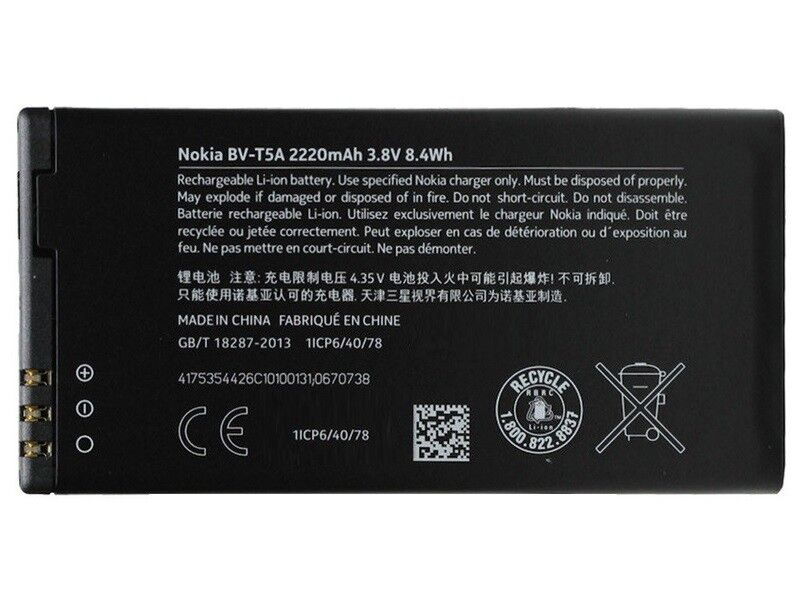 Nokia BV-T5A 2220mAh 3.8V 8.4Wh
Rechargeable Li-ion battery. Use specified Nokia charger only. Must be disposed of properly.
May explode if damaged or disposed of in fire. Do not short-circuit. Do not disassemble.
Batterie rechargeable Li-Ion. Utilisez exclusivement le chargeur Nokia indiqué. Doit être
recyclée ou jetée correctement. Peut exploser en cas de détérioration ou d´exposition au
feu. Ne pas mettre en court-circuit. Ne pas démonter.
锂电池 注意: 充电限制电压 4.35 V 电池投入火中可能引起爆炸! 不可拆卸.
只能使用诺基亚认可的充电器. 天津三星视界有限公司为诺基亚制造.
MADE IN CHINA FABRIQUÉ EN CHINE
GB/T 18287-2013 1ICP6/40/78
4175354426C10100131;0670738
CE 1ICP6/40/78
RECYCLE
RBRC
Li-ion
1.800.822.8837